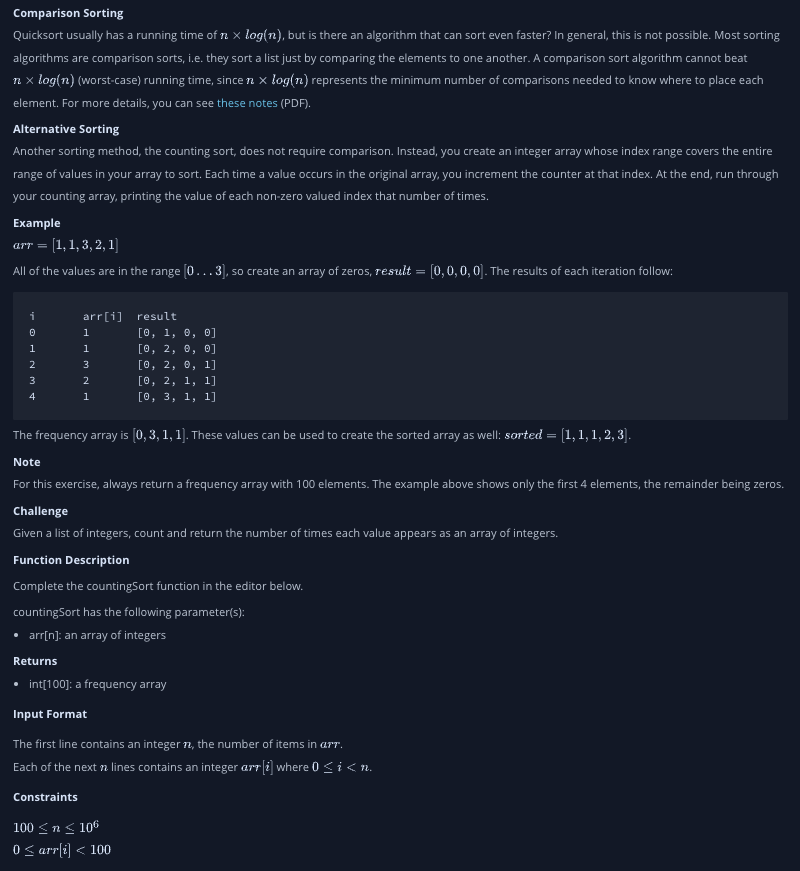 Comparison Sorting
Quicksort usually has a running time of n × log(n), but is there an algorithm that can sort even faster? In general, this is not possible. Most sorting
algorithms are comparison sorts, i.e. they sort a list just by comparing the elements to one another. A comparison sort algorithm cannot beat
n × log(n) (worst-case) running time, since n × log(n) represents the minimum number of comparisons needed to know where to place each
element. For more details, you can see these notes (PDF).
Alternative Sorting
Another sorting method, the counting sort, does not require comparison. Instead, you create an integer array whose index range covers the entire
range of values in your array to sort. Each time a value occurs in the original array, you increment the counter at that index. At the end, run through
your counting array, printing the value of each non-zero valued index that number of times.
Example
arr = [1, 1, 3, 2, 1]
All of the values are in the range [0 . . . 3], so create an array of zeros, result = [0, 0, 0, 0]. The results of each iteration follow:
i arr[i] result
0 1 [0, 1, 0, 0]
1 1 [0, 2, 0, 0]
2 3 [0, 2, 0, 1]
3 2 [0, 2, 1, 1]
4 1 [0, 3, 1, 1]
The frequency array is [0, 3, 1, 1]. These values can be used to create the sorted array as well: sorted = [1, 1, 1, 2, 3].
Note
For this exercise, always return a frequency array with 100 elements. The example above shows only the first 4 elements, the remainder being zeros.
Challenge
Given a list of integers, count and return the number of times each value appears as an array of integers.
Function Description
Complete the countingSort function in the editor below.
countingSort has the following parameter(s):
• arr[n]: an array of integers
Returns
• int[100]: a frequency array
Input Format
The first line contains an integer n, the number of items in arr.
Each of the next n lines contains an integer arr[i] where 0 ≤ i < n.
Constraints
100 ≤ n ≤ 10⁶
0 ≤ arr[i] < 100